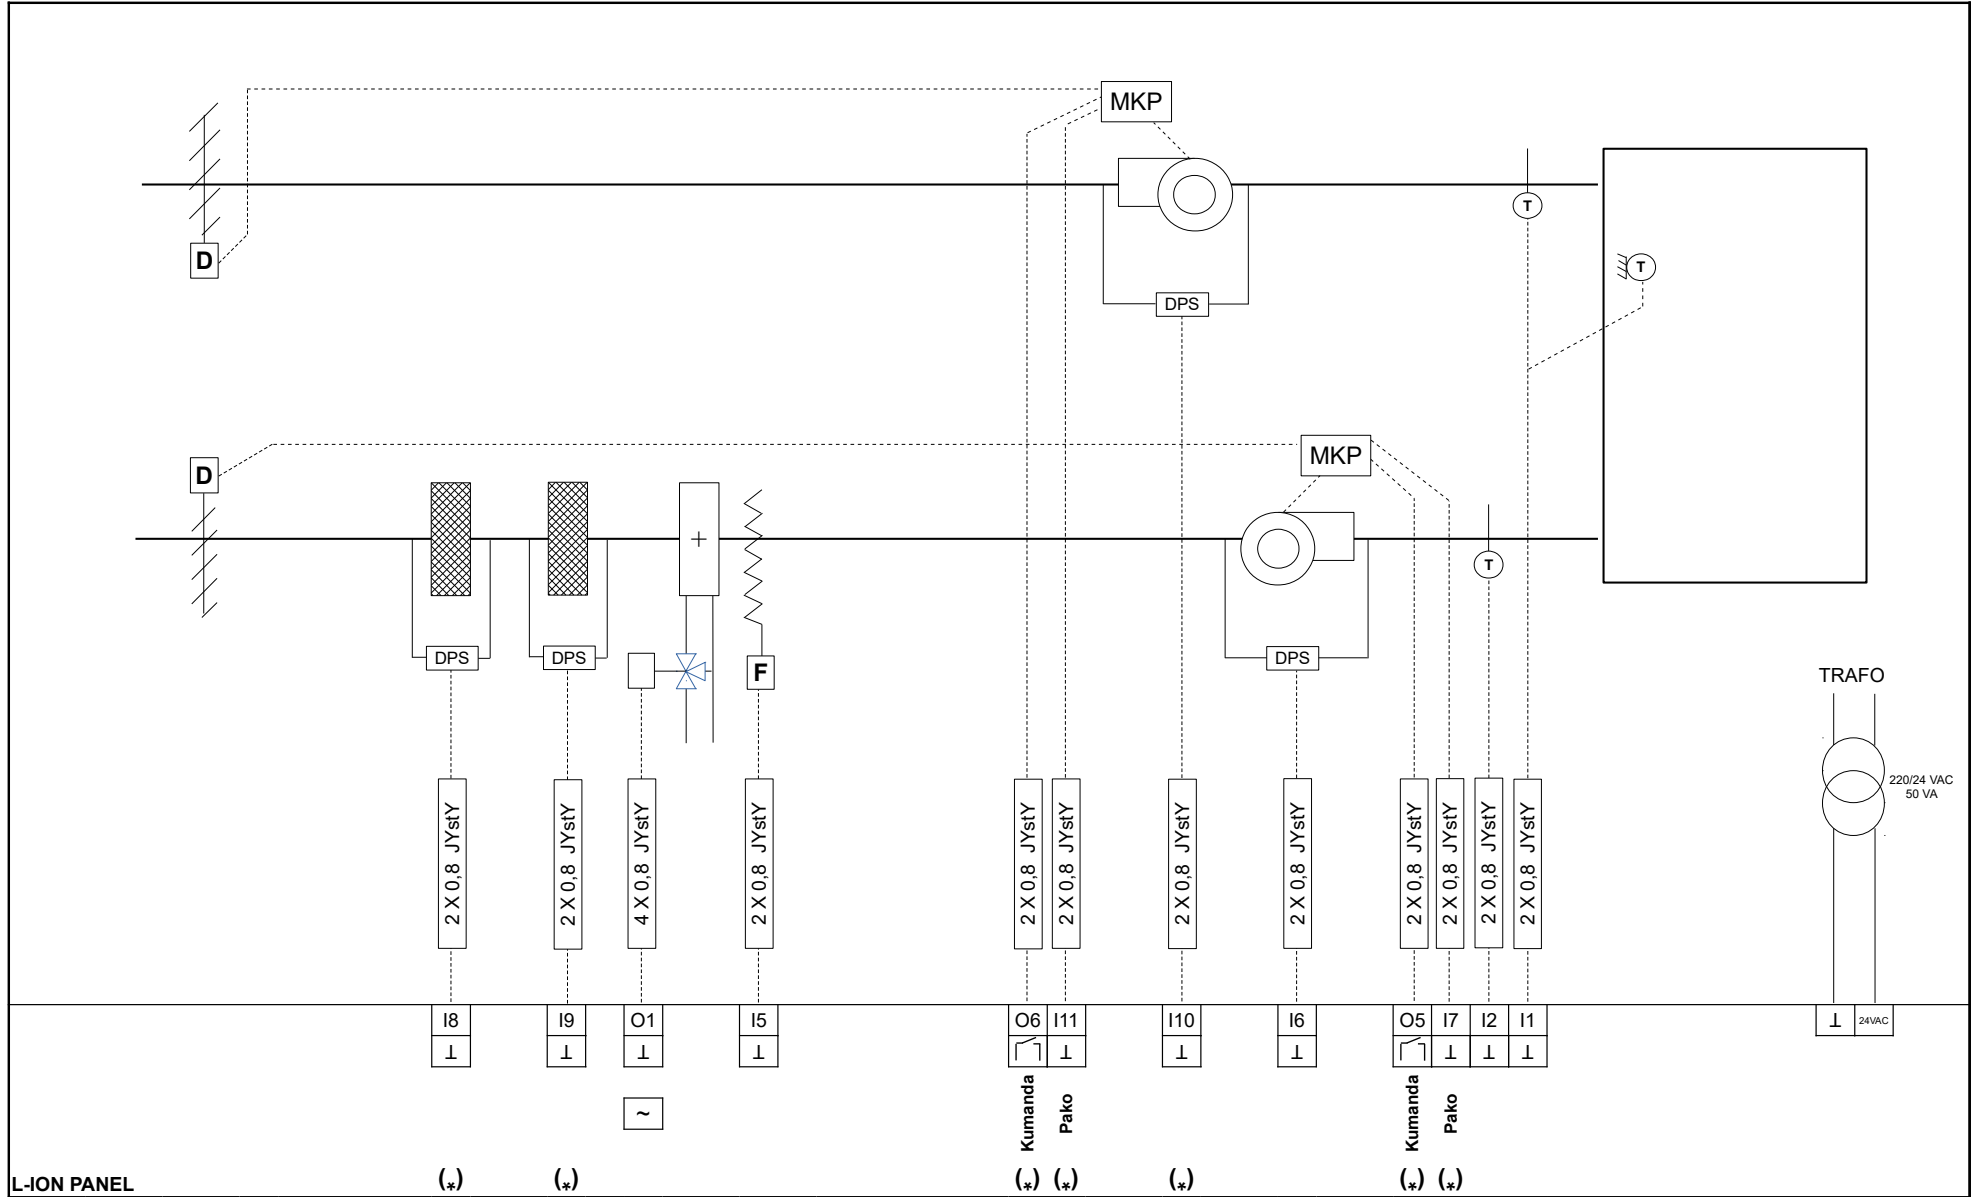 MKP
D
T
T
DPS
MKP
D
+
T
DPS
DPS
F
DPS
TRAFO
220/24 VAC
50 VA
2 X 0,8 JYstY
2 X 0,8 JYstY
4 X 0,8 JYstY
2 X 0,8 JYstY
2 X 0,8 JYstY
2 X 0,8 JYstY
2 X 0,8 JYstY
2 X 0,8 JYstY
2 X 0,8 JYstY
2 X 0,8 JYstY
2 X 0,8 JYstY
2 X 0,8 JYstY
I8 I9 O1 I5 O6 I11 I10 I6 O5 I7 I2 I1 ⊥ 24VAC
⊥ ⊥ ⊥ ⊥ ⊥ ⊥ ⊥ ⊥ ⊥ ⊥
~
Kumanda
Pako
Kumanda
Pako
(*) (*) (*) (*) (*) (*) (*)
L-ION PANEL